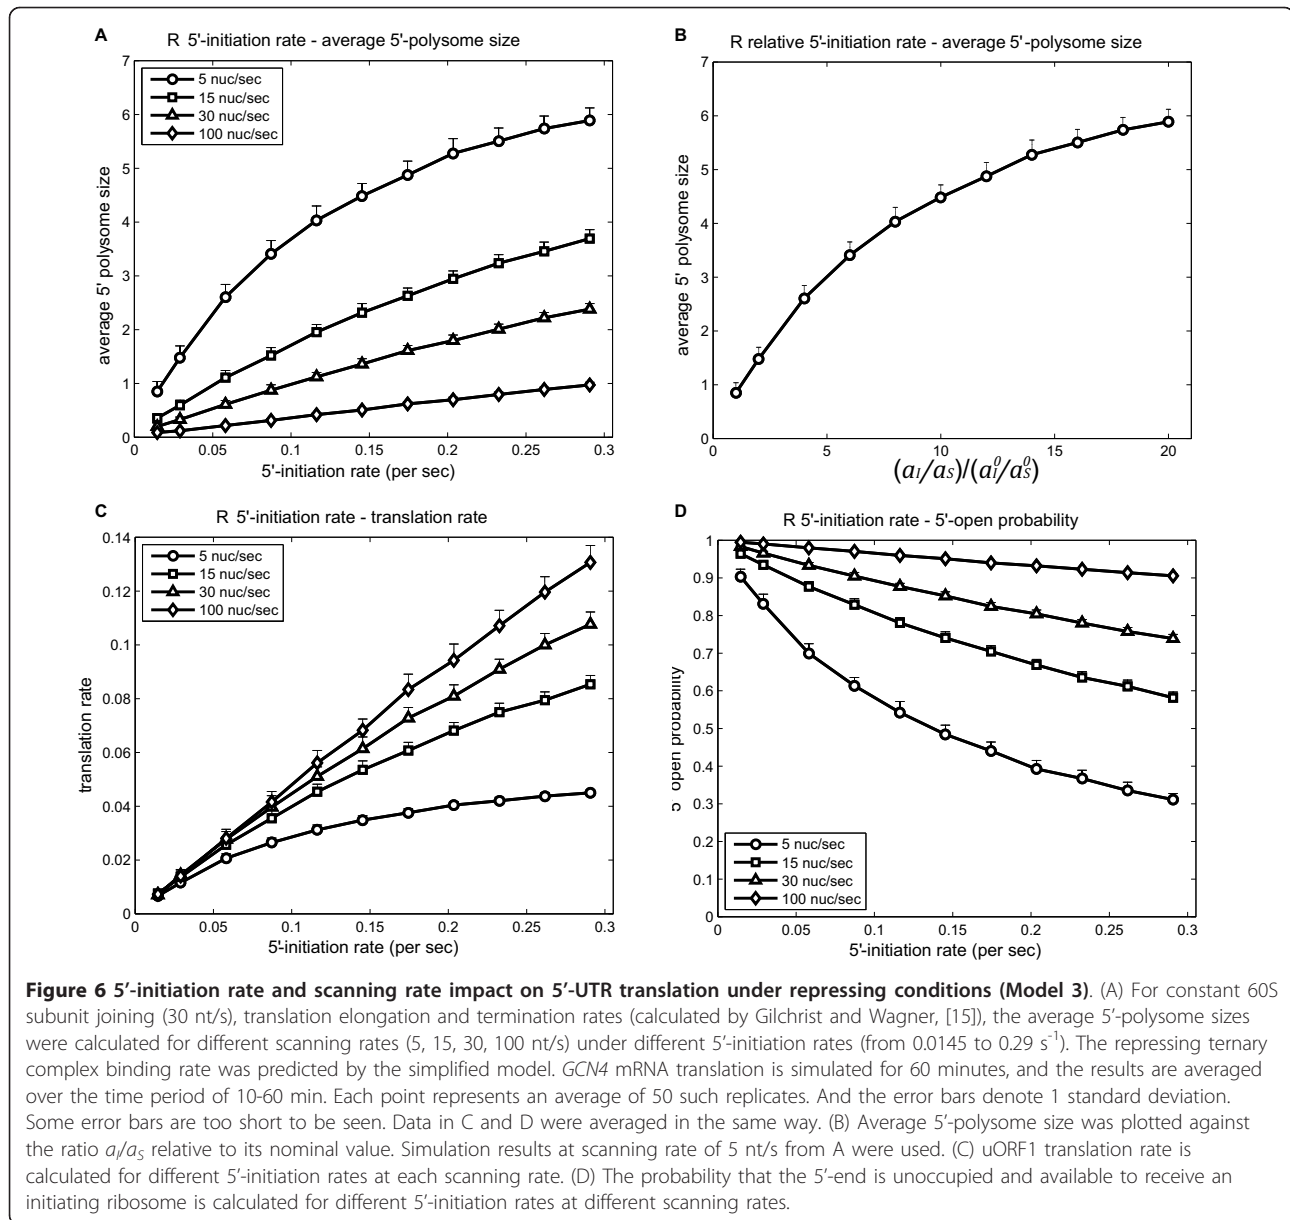 A
R 5'-initiation rate - average 5'-polysome size
7
6
5
4
3
2
1
0
average 5' polysome size
5 nuc/sec
15 nuc/sec
30 nuc/sec
100 nuc/sec
0
0.05
0.1
0.15
0.2
0.25
0.3
5'-initiation rate (per sec)
B
R relative 5'-initiation rate - average 5'-polysome size
7
6
5
4
3
2
1
0
average 5' polysome size
0
5
10
15
20
(aI/aS)/(aI⁰/aS⁰)
C
R 5'-initiation rate - translation rate
0.14
0.12
0.1
0.08
0.06
0.04
0.02
0
translation rate
5 nuc/sec
15 nuc/sec
30 nuc/sec
100 nuc/sec
0
0.05
0.1
0.15
0.2
0.25
0.3
5'-initiation rate (per sec)
D
R 5'-initiation rate - 5'-open probability
1
0.9
0.8
0.7
0.6
0.5
0.4
0.3
0.2
0.1
0
5' open probability
5 nuc/sec
15 nuc/sec
30 nuc/sec
100 nuc/sec
0
0.05
0.1
0.15
0.2
0.25
0.3
5'-initiation rate (per sec)
Figure 6 5′-initiation rate and scanning rate impact on 5′-UTR translation under repressing conditions (Model 3). (A) For constant 60S
subunit joining (30 nt/s), translation elongation and termination rates (calculated by Gilchrist and Wagner, [15]), the average 5′-polysome sizes
were calculated for different scanning rates (5, 15, 30, 100 nt/s) under different 5′-initiation rates (from 0.0145 to 0.29 s⁻¹). The repressing ternary
complex binding rate was predicted by the simplified model. GCN4 mRNA translation is simulated for 60 minutes, and the results are averaged
over the time period of 10-60 min. Each point represents an average of 50 such replicates. And the error bars denote 1 standard deviation.
Some error bars are too short to be seen. Data in C and D were averaged in the same way. (B) Average 5′-polysome size was plotted against
the ratio aI/aS relative to its nominal value. Simulation results at scanning rate of 5 nt/s from A were used. (C) uORF1 translation rate is
calculated for different 5′-initiation rates at each scanning rate. (D) The probability that the 5′-end is unoccupied and available to receive an
initiating ribosome is calculated for different 5′-initiation rates at different scanning rates.